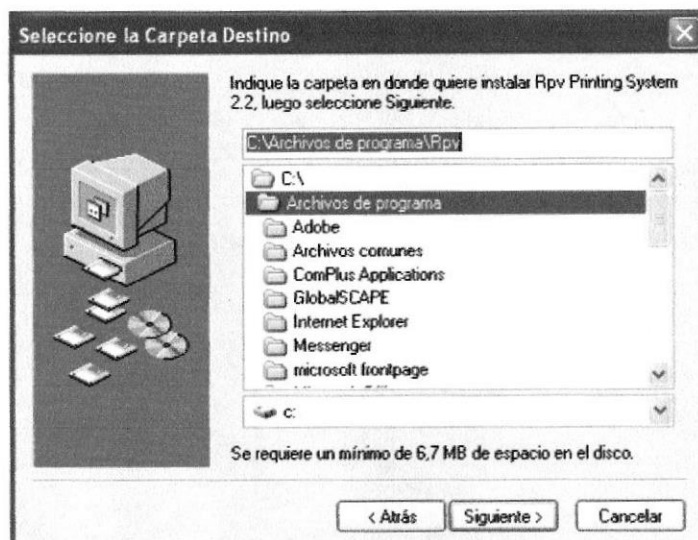 Seleccione la Carpeta Destino
Indique la carpeta en donde quiere instalar Rpv Printing System
2.2, luego seleccione Siguiente.
C:\Archivos de programa\Rpv
C:\
Archivos de programa
Adobe
Archivos comunes
ComPlus Applications
GlobalSCAPE
Internet Explorer
Messenger
microsoft frontpage
c:
Se requiere un mínimo de 6,7 MB de espacio en el disco.
< Atrás
Siguiente >
Cancelar